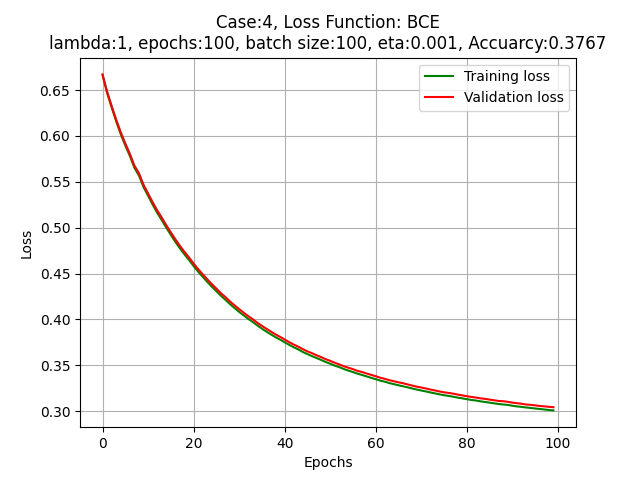 Case:4, Loss Function: BCE
lambda:1, epochs:100, batch size:100, eta:0.001, Accuarcy:0.3767
Training loss
Validation loss
0.65
0.60
0.55
0.50
0.45
0.40
0.35
0.30
Loss
0 20 40 60 80 100
Epochs